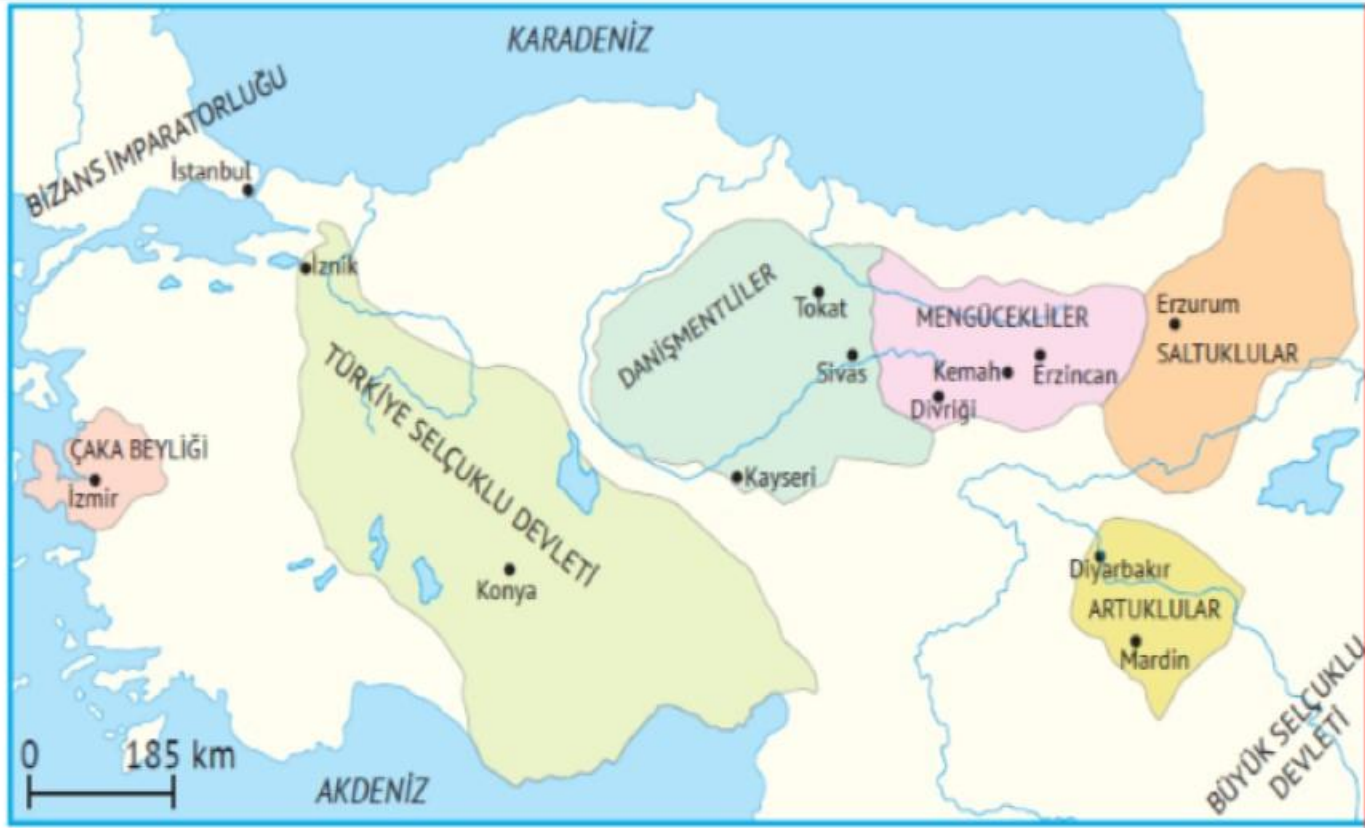 KARADENİZ
BİZANS İMPARATORLUĞU
İstanbul
İznik
DANİŞMENTLİLER
Tokat
Sivas
Kayseri
MENGÜCEKLİLER
Kemah
Erzincan
Divriği
Erzurum
SALTUKLULAR
TÜRKİYE SELÇUKLU DEVLETİ
Konya
ÇAKA BEYLİĞİ
İzmir
Diyarbakır
ARTUKLULAR
Mardin
BÜYÜK SELÇUKLU
DEVLETİ
0 185 km
AKDENİZ